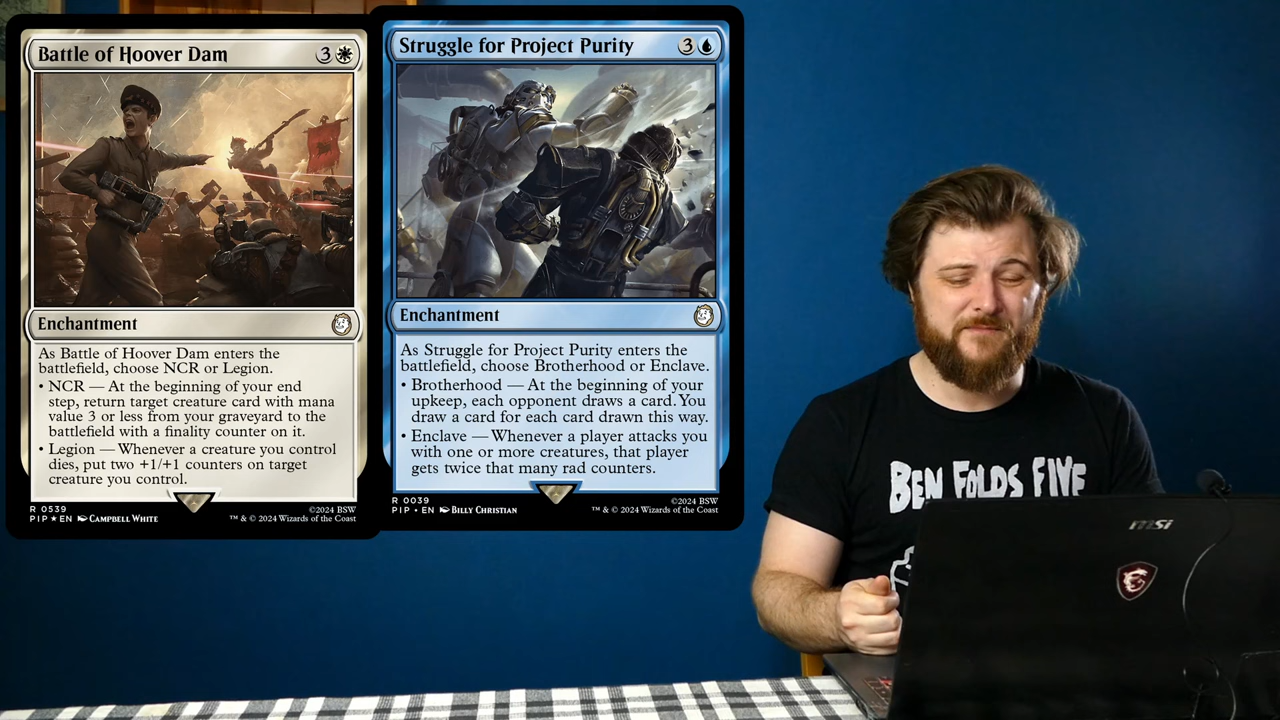 Battle of Hoover Dam 3
Enchantment
As Battle of Hoover Dam enters the
battlefield, choose NCR or Legion.
• NCR — At the beginning of your end
step, return target creature card with mana
value 3 or less from your graveyard to the
battlefield with a finality counter on it.
• Legion — Whenever a creature you control
dies, put two +1/+1 counters on target
creature you control.
R 0539
PIP ★ EN CAMPBELL WHITE
©2024 BSW
™ & © 2024 Wizards of the Coast
Struggle for Project Purity 3
Enchantment
As Struggle for Project Purity enters the
battlefield, choose Brotherhood or Enclave.
• Brotherhood — At the beginning of your
upkeep, each opponent draws a card. You
draw a card for each card drawn this way.
• Enclave — Whenever a player attacks you
with one or more creatures, that player
gets twice that many rad counters.
R 0039
PIP • EN BILLY CHRISTIAN
©2024 BSW
™ & © 2024 Wizards of the Coast
BEN FOLDS FIVE
msi